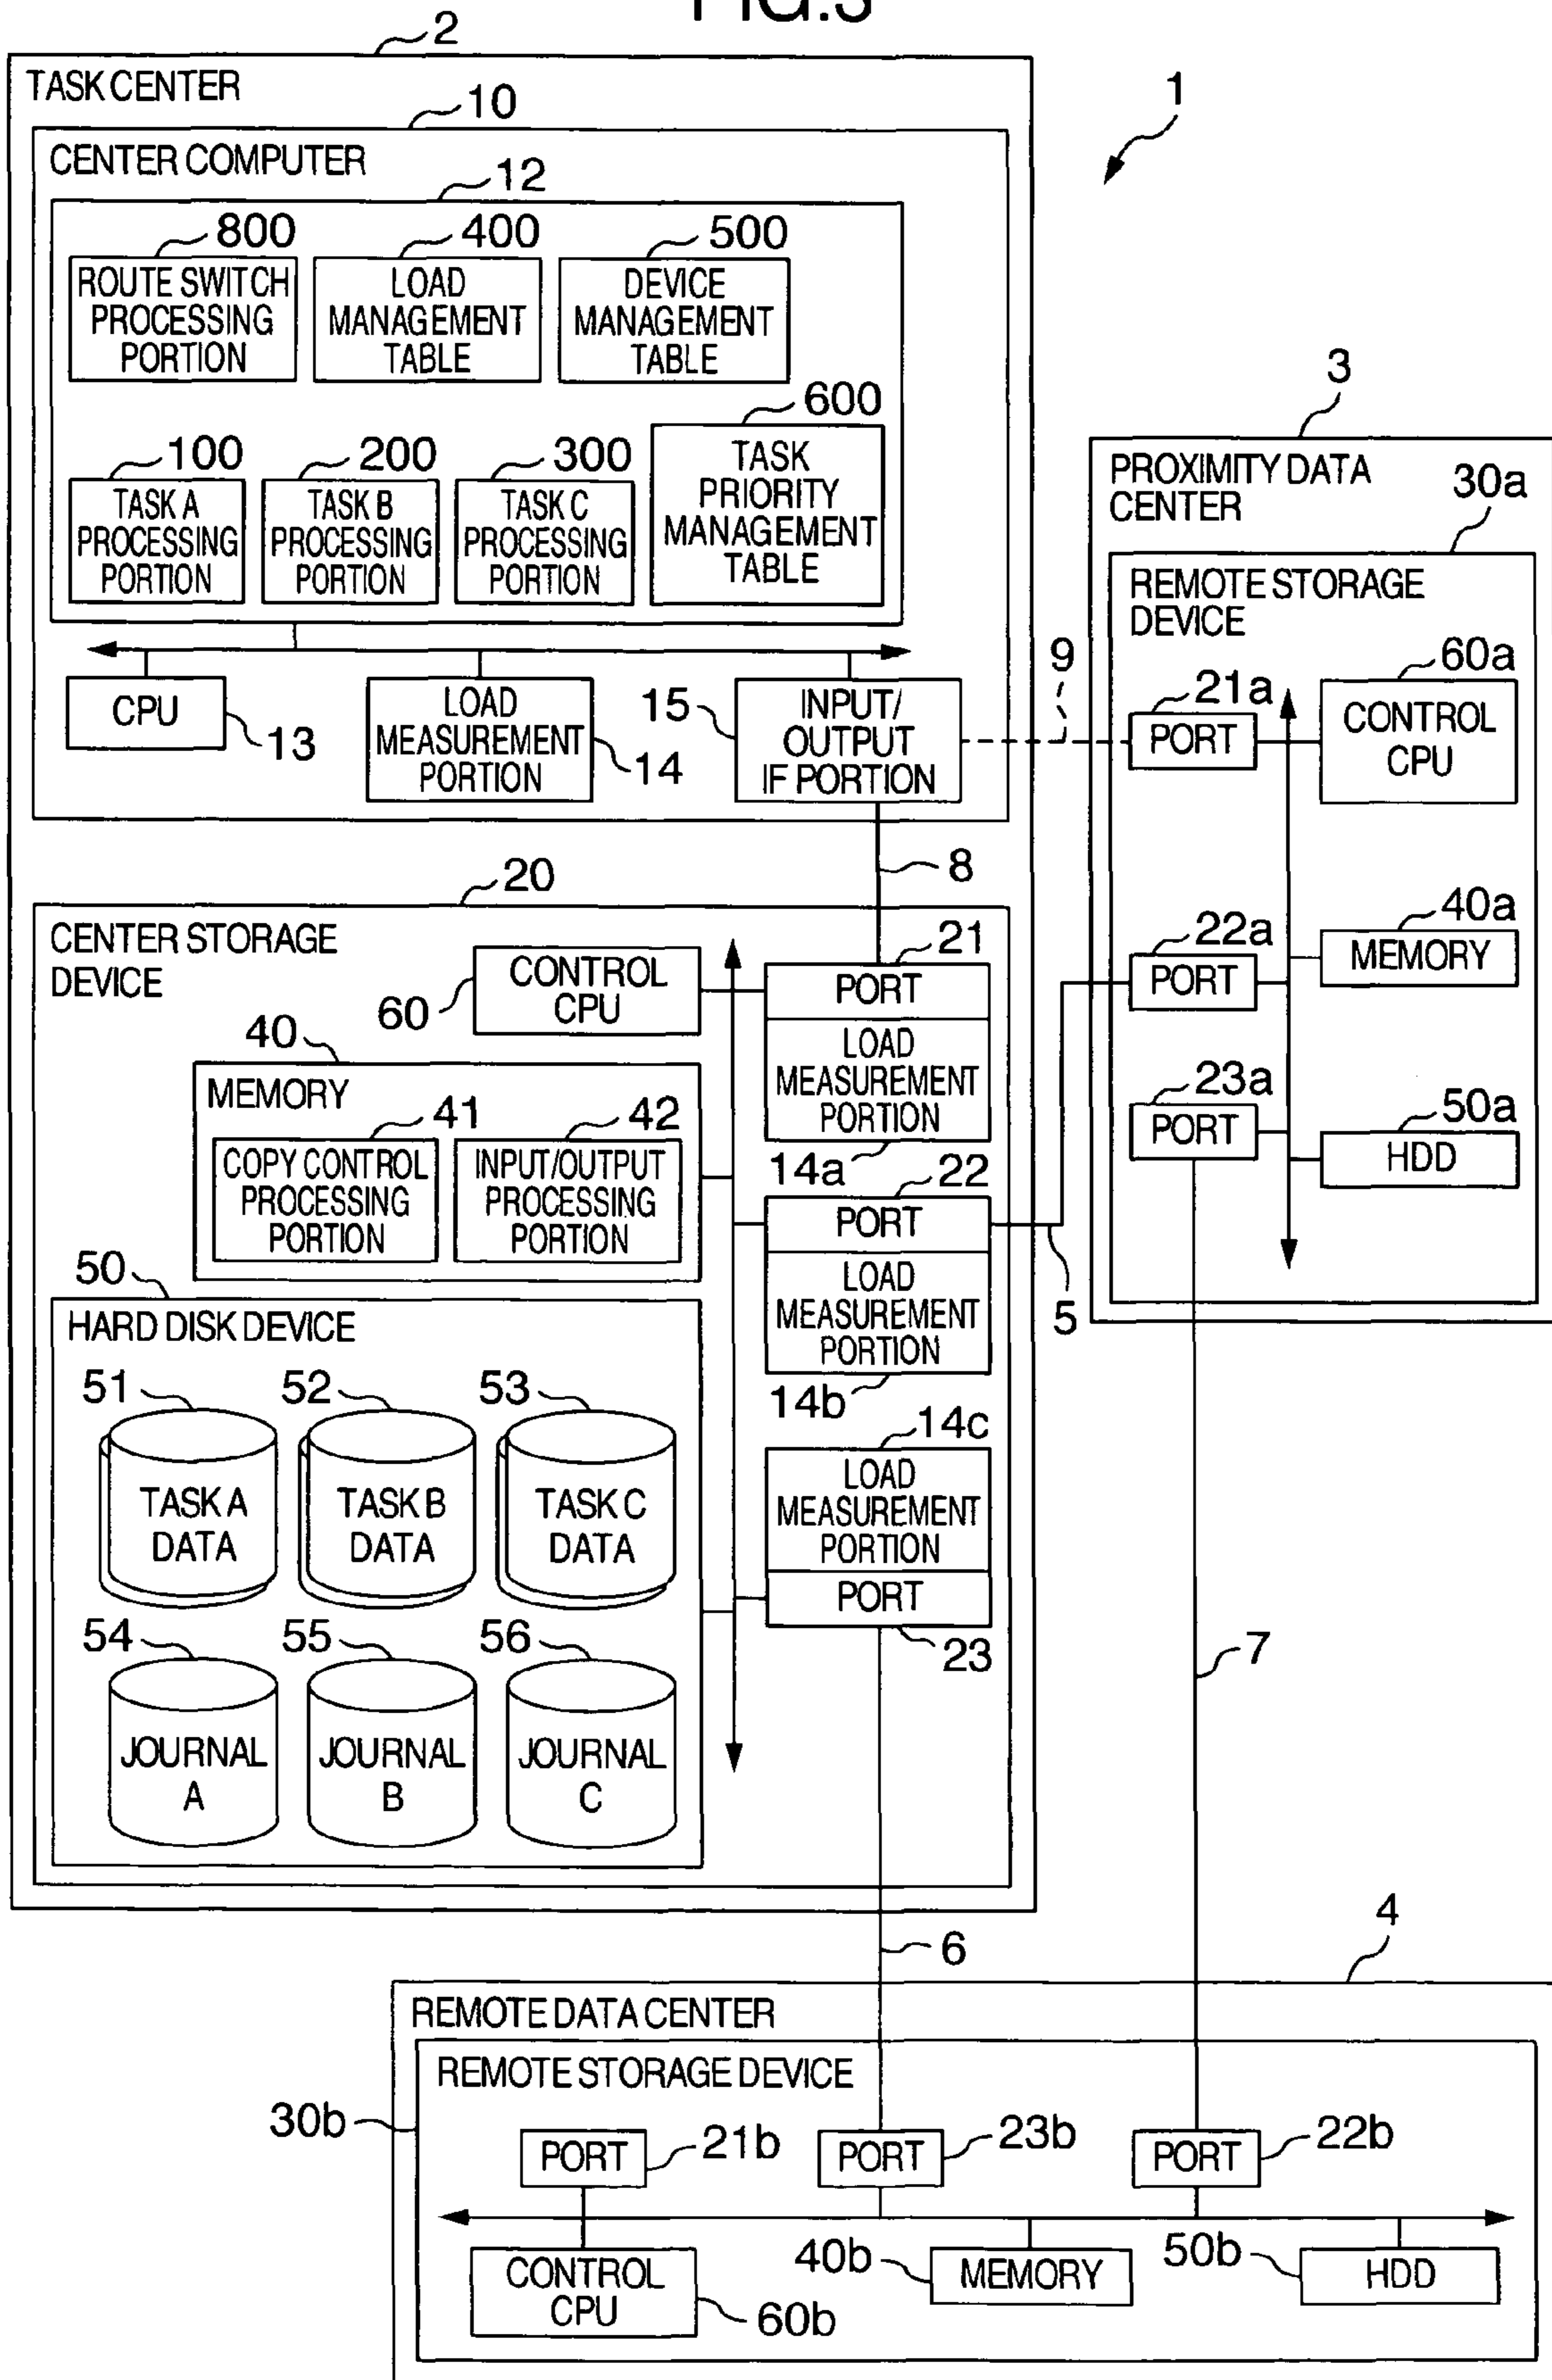 FIG.3
2
TASK CENTER
1
10
CENTER COMPUTER
12
800
400
500
ROUTE SWITCH
PROCESSING
PORTION
LOAD
MANAGEMENT
TABLE
DEVICE
MANAGEMENT
TABLE
600
100
200
300
TASK A
PROCESSING
PORTION
TASK B
PROCESSING
PORTION
TASK C
PROCESSING
PORTION
TASK
PRIORITY
MANAGEMENT
TABLE
CPU
13
LOAD
MEASUREMENT
PORTION
14
15
INPUT/
OUTPUT
IF PORTION
9
8
3
PROXIMITY DATA
CENTER
30a
REMOTE STORAGE
DEVICE
21a
PORT
60a
CONTROL
CPU
22a
PORT
40a
MEMORY
23a
PORT
50a
HDD
20
CENTER STORAGE
DEVICE
60
CONTROL
CPU
21
PORT
LOAD
MEASUREMENT
PORTION
14a
40
MEMORY
41
42
COPY CONTROL
PROCESSING
PORTION
INPUT/OUTPUT
PROCESSING
PORTION
22
PORT
LOAD
MEASUREMENT
PORTION
14b
5
50
HARD DISK DEVICE
51
52
53
TASK A
DATA
TASK B
DATA
TASK C
DATA
14c
LOAD
MEASUREMENT
PORTION
PORT
23
54
55
56
JOURNAL
A
JOURNAL
B
JOURNAL
C
7
6
4
REMOTE DATA CENTER
REMOTE STORAGE DEVICE
30b
PORT
21b
PORT
23b
PORT
22b
CONTROL
CPU
60b
40b
MEMORY
50b
HDD